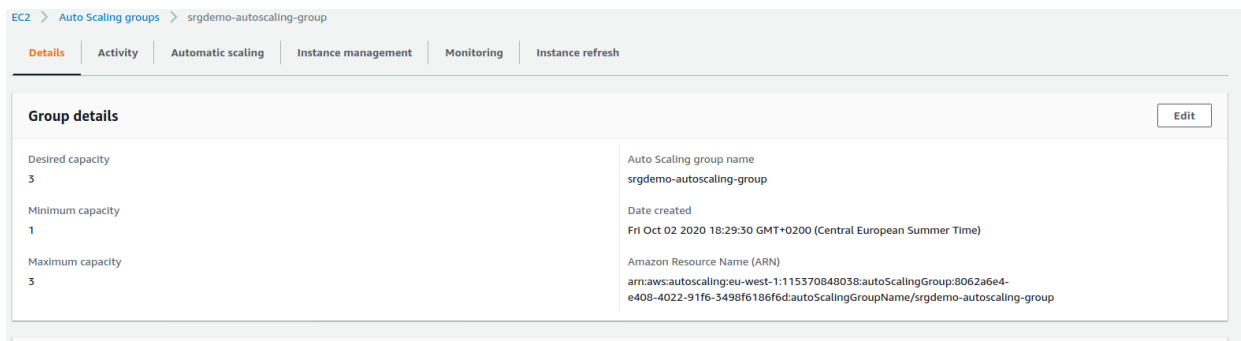 EC2 > Auto Scaling groups > srgdemo-autoscaling-group
Details Activity Automatic scaling Instance management Monitoring Instance refresh
Group details
Edit
Desired capacity
3
Minimum capacity
1
Maximum capacity
3
Auto Scaling group name
srgdemo-autoscaling-group
Date created
Fri Oct 02 2020 18:29:30 GMT+0200 (Central European Summer Time)
Amazon Resource Name (ARN)
arn:aws:autoscaling:eu-west-1:115370848038:autoScalingGroup:8062a6e4-
e408-4022-91f6-3498f6186f6d:autoScalingGroupName/srgdemo-autoscaling-group